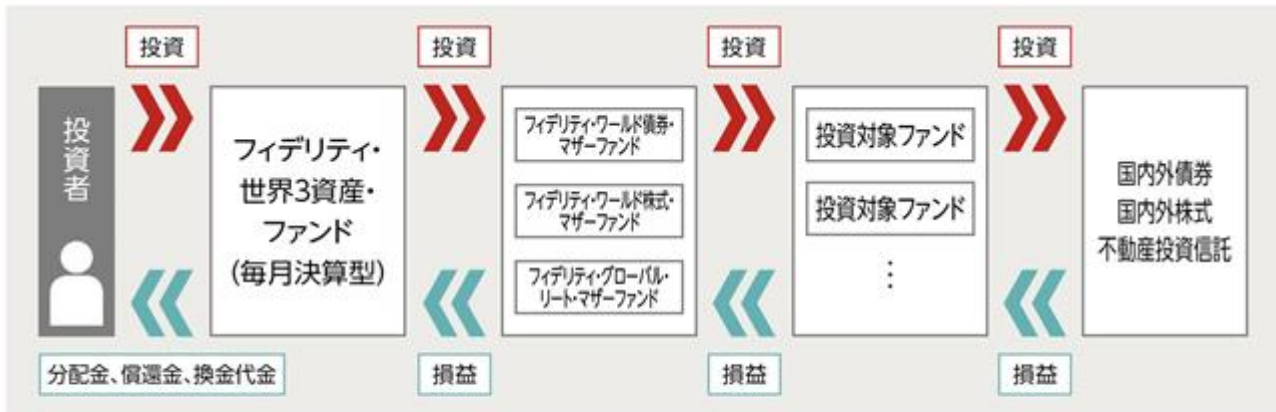 投資
投資
投資
投資
投資者
フィデリティ・
世界3資産・
ファンド
(毎月決算型)
フィデリティ・ワールド債券・
マザーファンド
フィデリティ・ワールド株式・
マザーファンド
フィデリティ・グローバル・
リート・マザーファンド
投資対象ファンド
投資対象ファンド
⋮
国内外債券
国内外株式
不動産投資信託
分配金、償還金、換金代金
損益
損益
損益